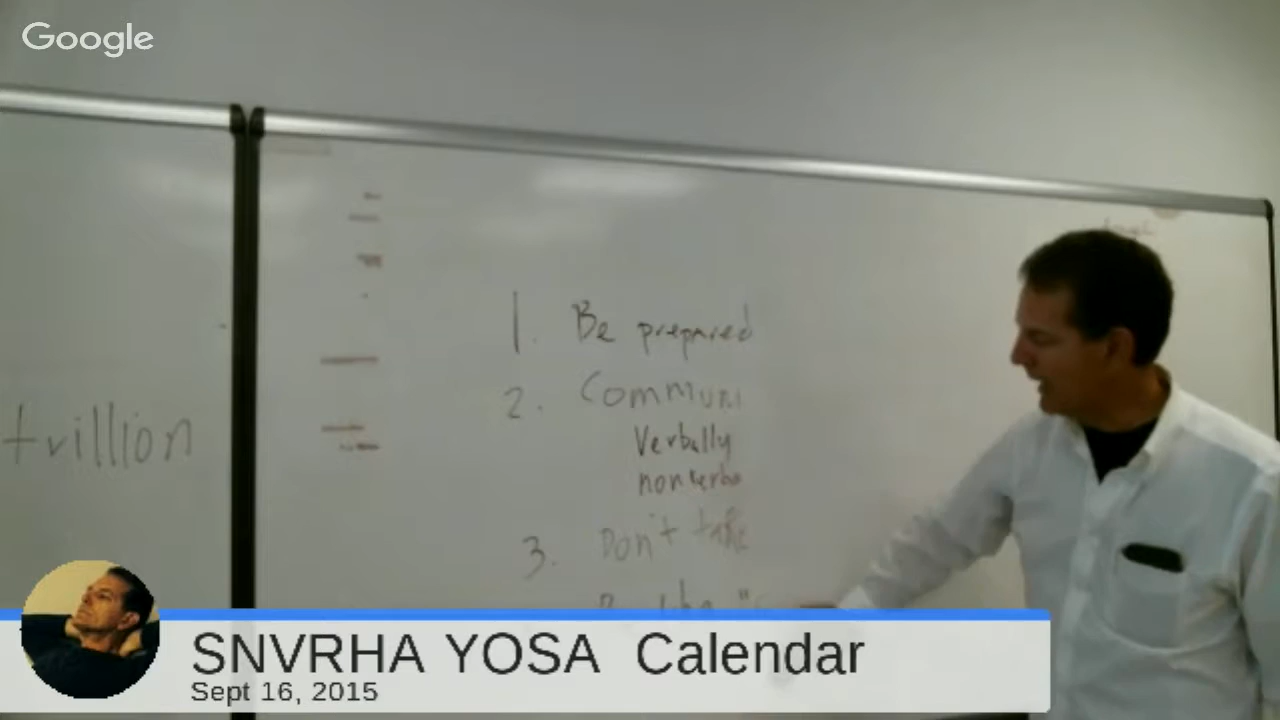 Google
trillion
1. Be prepared
2. Communi
Verbally
nonverba
3. Don't take
SNVRHA YOSA Calendar
Sept 16, 2015